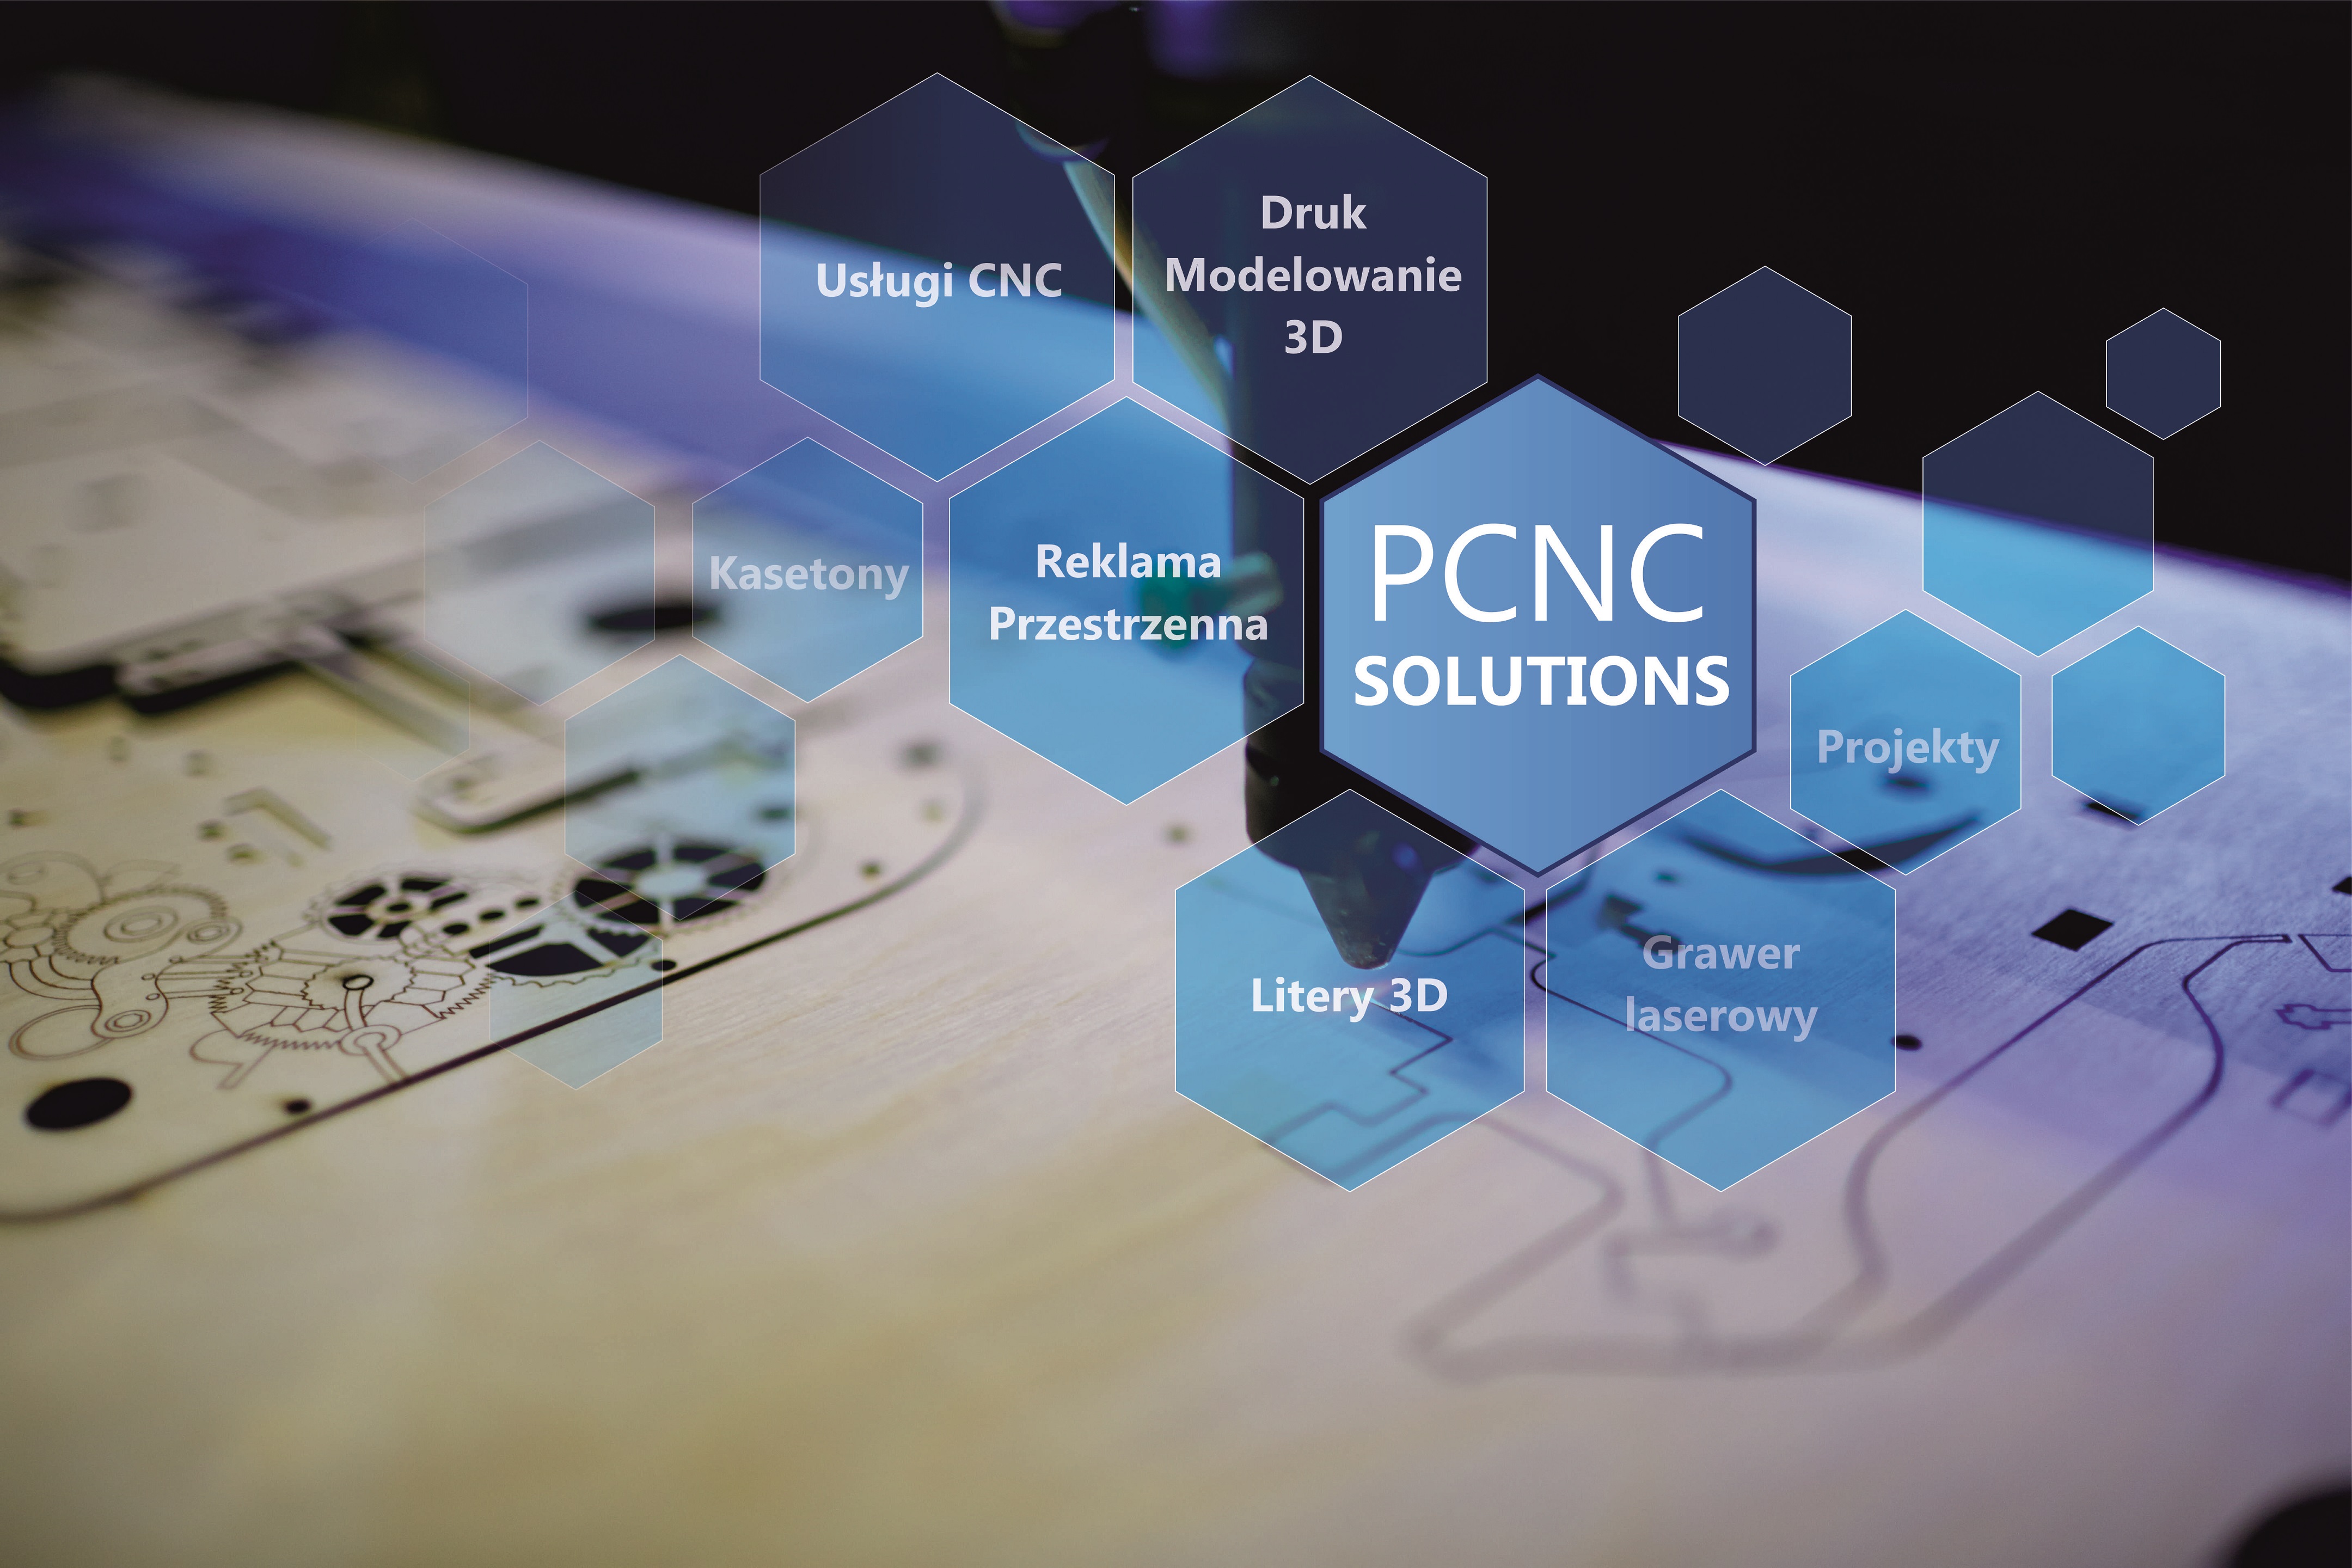 Usługi CNC
Druk
Modelowanie
3D
Kasetony
Reklama
Przestrzenna
PCNC
SOLUTIONS
Projekty
Litery 3D
Grawer
laserowy